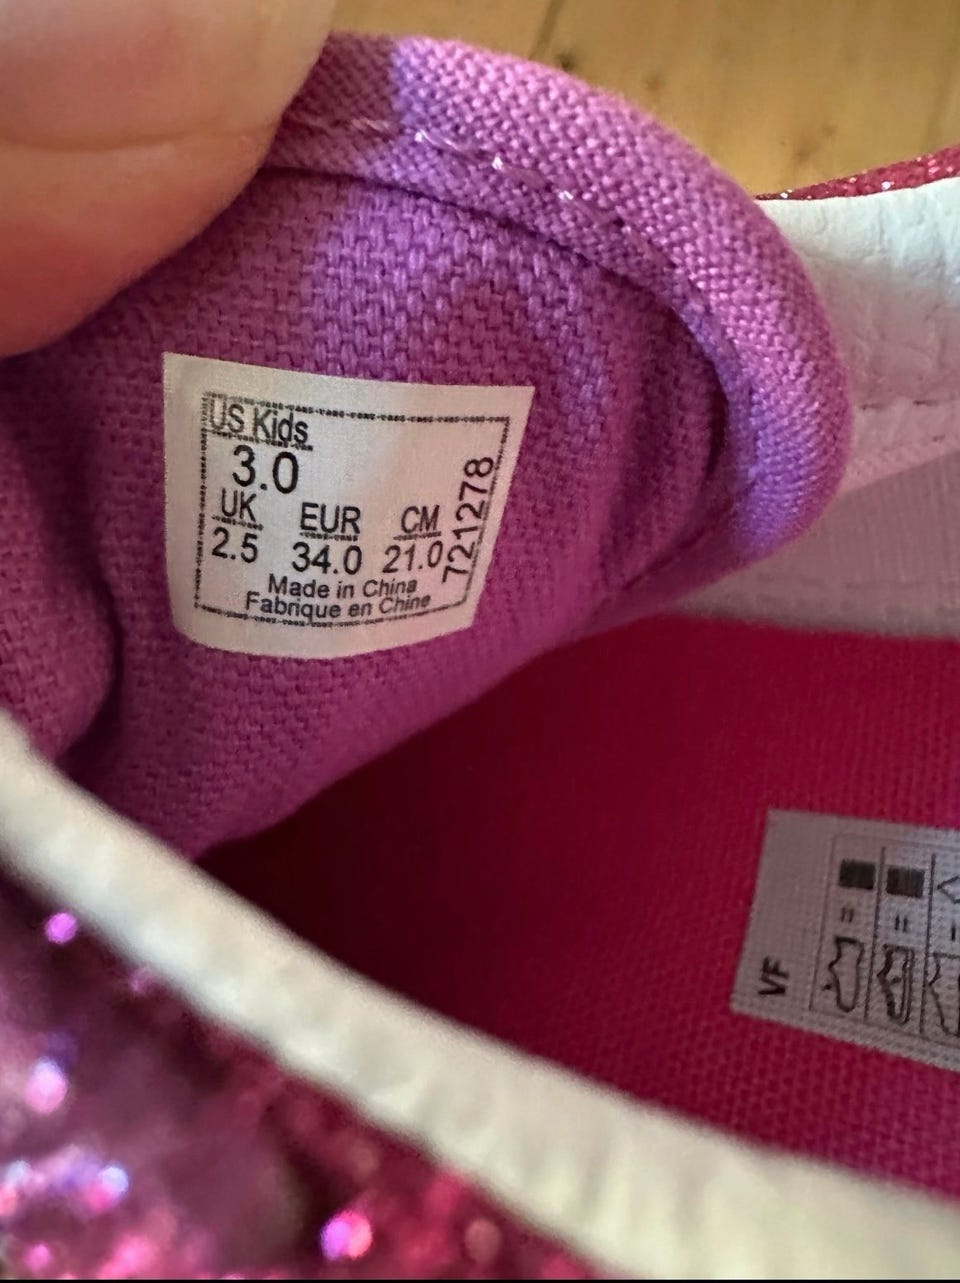 US Kids
3.0
UK EUR CM
2.5 34.0 21.0
Made in China
Fabrique en Chine
721278
VF
=
=